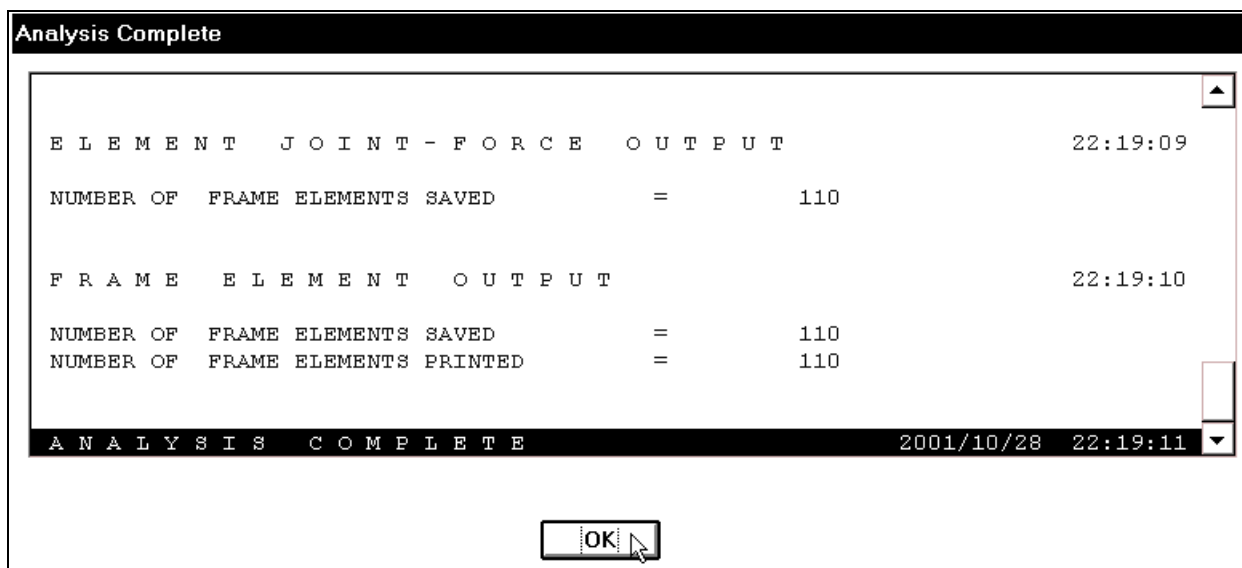 Analysis Complete
E L E M E N T   J O I N T - F O R C E   O U T P U T   22:19:09
NUMBER OF FRAME ELEMENTS SAVED = 110
F R A M E   E L E M E N T   O U T P U T   22:19:10
NUMBER OF FRAME ELEMENTS SAVED = 110
NUMBER OF FRAME ELEMENTS PRINTED = 110
A N A L Y S I S   C O M P L E T E   2001/10/28 22:19:11
OK